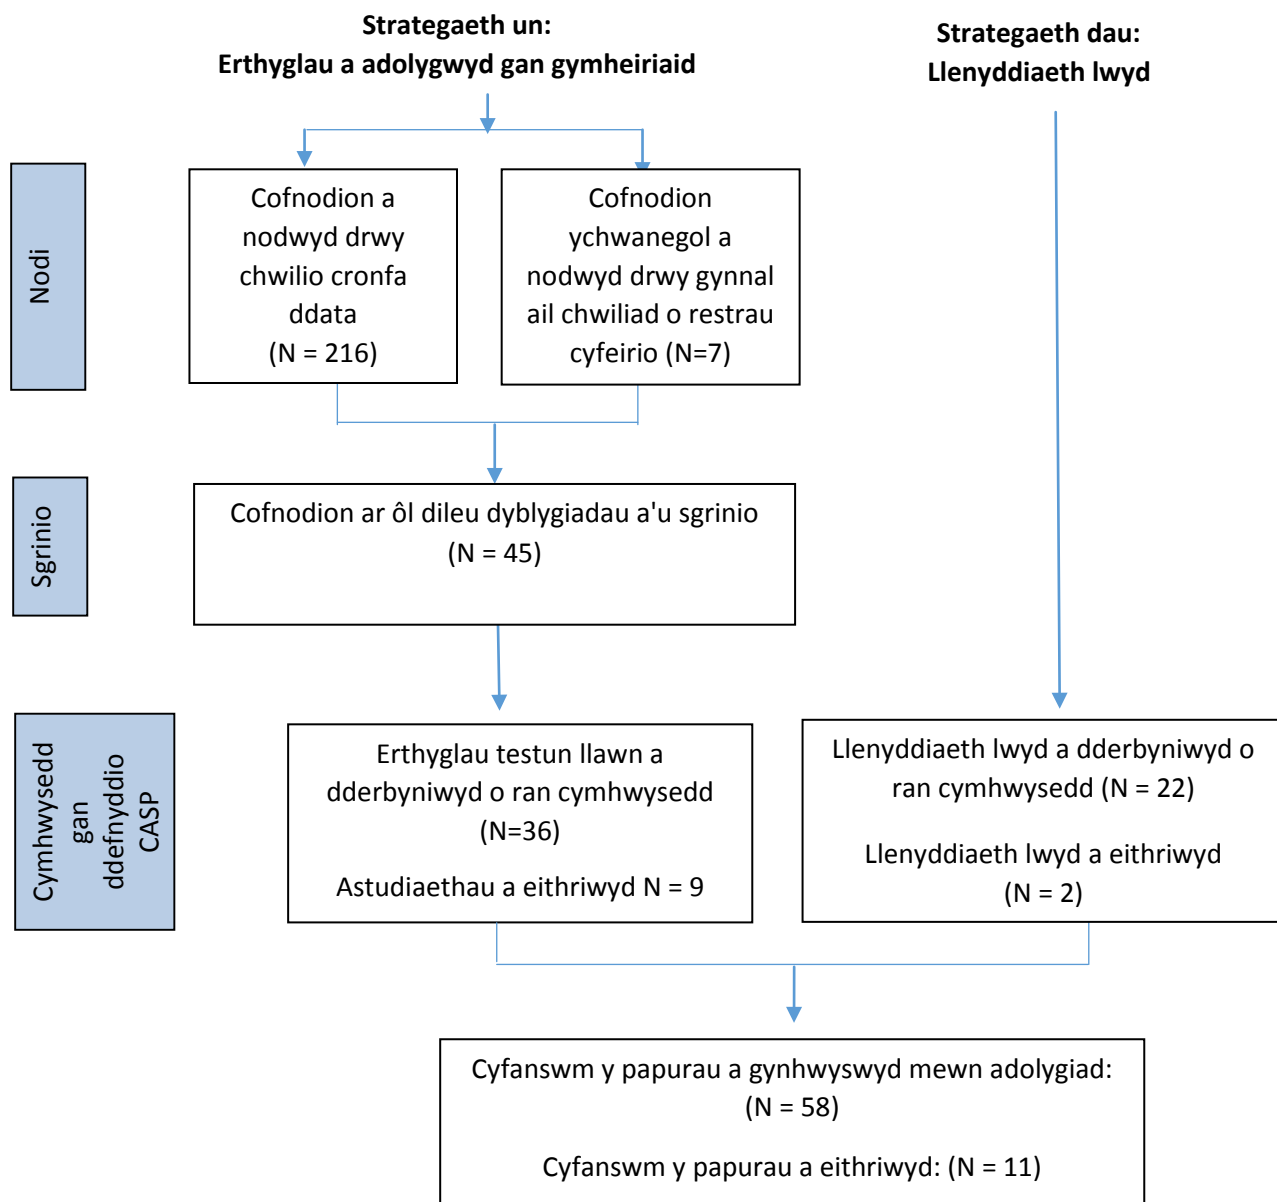 Strategaeth un:
Erthyglau a adolygwyd gan gymheiriaid
Strategaeth dau:
Llenyddiaeth lwyd
Nodi
Cofnodion a
nodwyd drwy
chwilio cronfa
ddata
(N = 216)
Cofnodion
ychwanegol a
nodwyd drwy gynnal
ail chwiliad o restrau
cyfeirio (N=7)
Sgrinio
Cofnodion ar ôl dileu dyblygiadau a'u sgrinio
(N = 45)
Cymhwysedd
gan
ddefnyddio
CASP
Erthyglau testun llawn a
dderbyniwyd o ran cymhwysedd
(N=36)
Astudiaethau a eithriwyd N = 9
Llenyddiaeth lwyd a dderbyniwyd o
ran cymhwysedd (N = 22)
Llenyddiaeth lwyd a eithriwyd
(N = 2)
Cyfanswm y papurau a gynhwyswyd mewn adolygiad:
(N = 58)
Cyfanswm y papurau a eithriwyd: (N = 11)